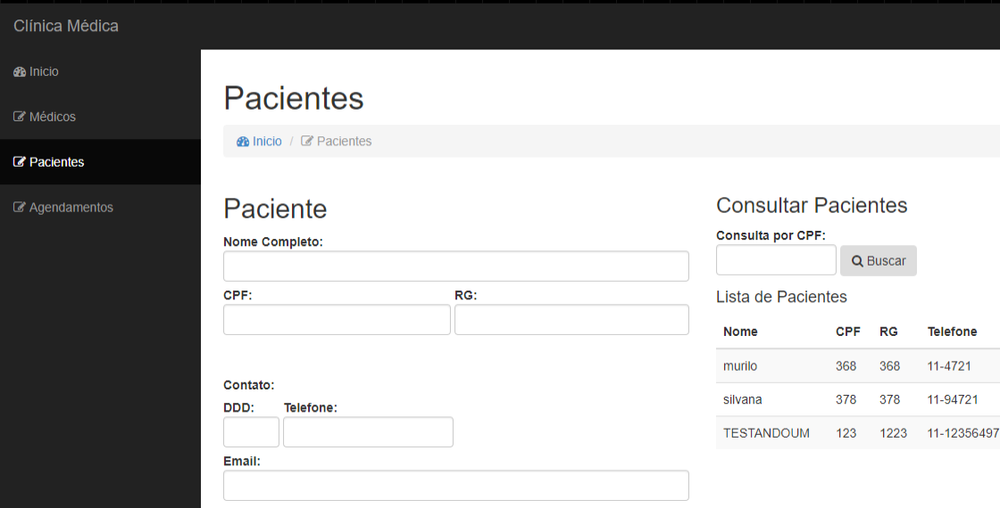 Clínica Médica
Inicio
Médicos
Pacientes
Agendamentos
Pacientes
Inicio / Pacientes
Paciente
Nome Completo:
CPF: RG:
Contato:
DDD: Telefone:
Email:
Consultar Pacientes
Consulta por CPF:
Buscar
Lista de Pacientes
Nome CPF RG Telefone
murilo 368 368 11-4721
silvana 378 378 11-94721
TESTANDOUM 123 1223 11-12356497